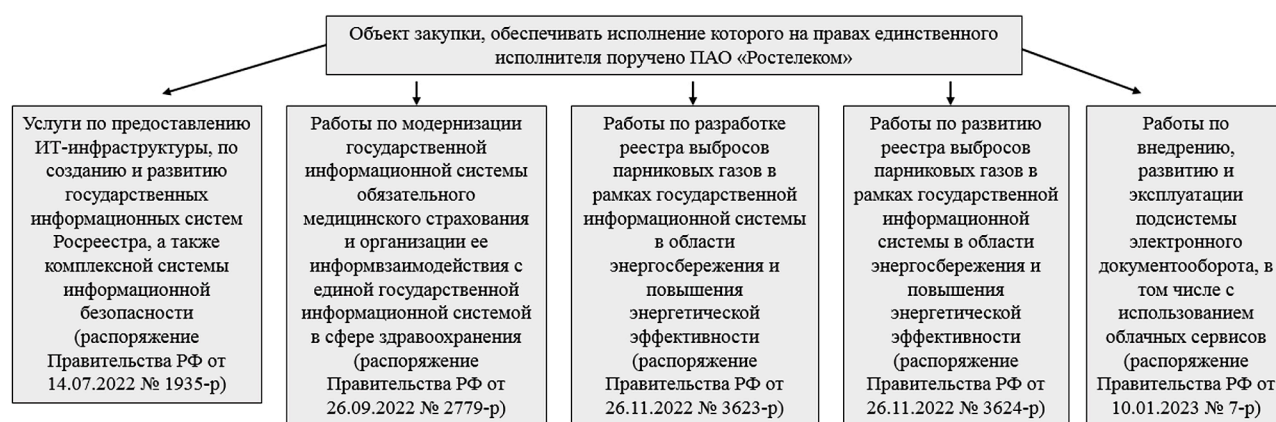 Объект закупки, обеспечивать исполнение которого на правах единственного
исполнителя поручено ПАО «Ростелеком»
Услуги по предоставлению
ИТ-инфраструктуры, по
созданию и развитию
государственных
информационных систем
Росреестра, а также
комплексной системы
информационной
безопасности
(распоряжение
Правительства РФ от
14.07.2022 № 1935-р)
Работы по модернизации
государственной
информационной системы
обязательного
медицинского страхования
и организации ее
информвзаимодействия с
единой государственной
информационной системой
в сфере здравоохранения
(распоряжение
Правительства РФ от
26.09.2022 № 2779-р)
Работы по разработке
реестра выбросов
парниковых газов в
рамках государственной
информационной системы
в области
энергосбережения и
повышения
энергетической
эффективности
(распоряжение
Правительства РФ от
26.11.2022 № 3623-р)
Работы по развитию
реестра выбросов
парниковых газов в
рамках государственной
информационной
системы в области
энергосбережения и
повышения
энергетической
эффективности
(распоряжение
Правительства РФ от
26.11.2022 № 3624-р)
Работы по
внедрению,
развитию и
эксплуатации
подсистемы
электронного
документооборота, в
том числе с
использованием
облачных сервисов
(распоряжение
Правительства РФ от
10.01.2023 № 7-р)